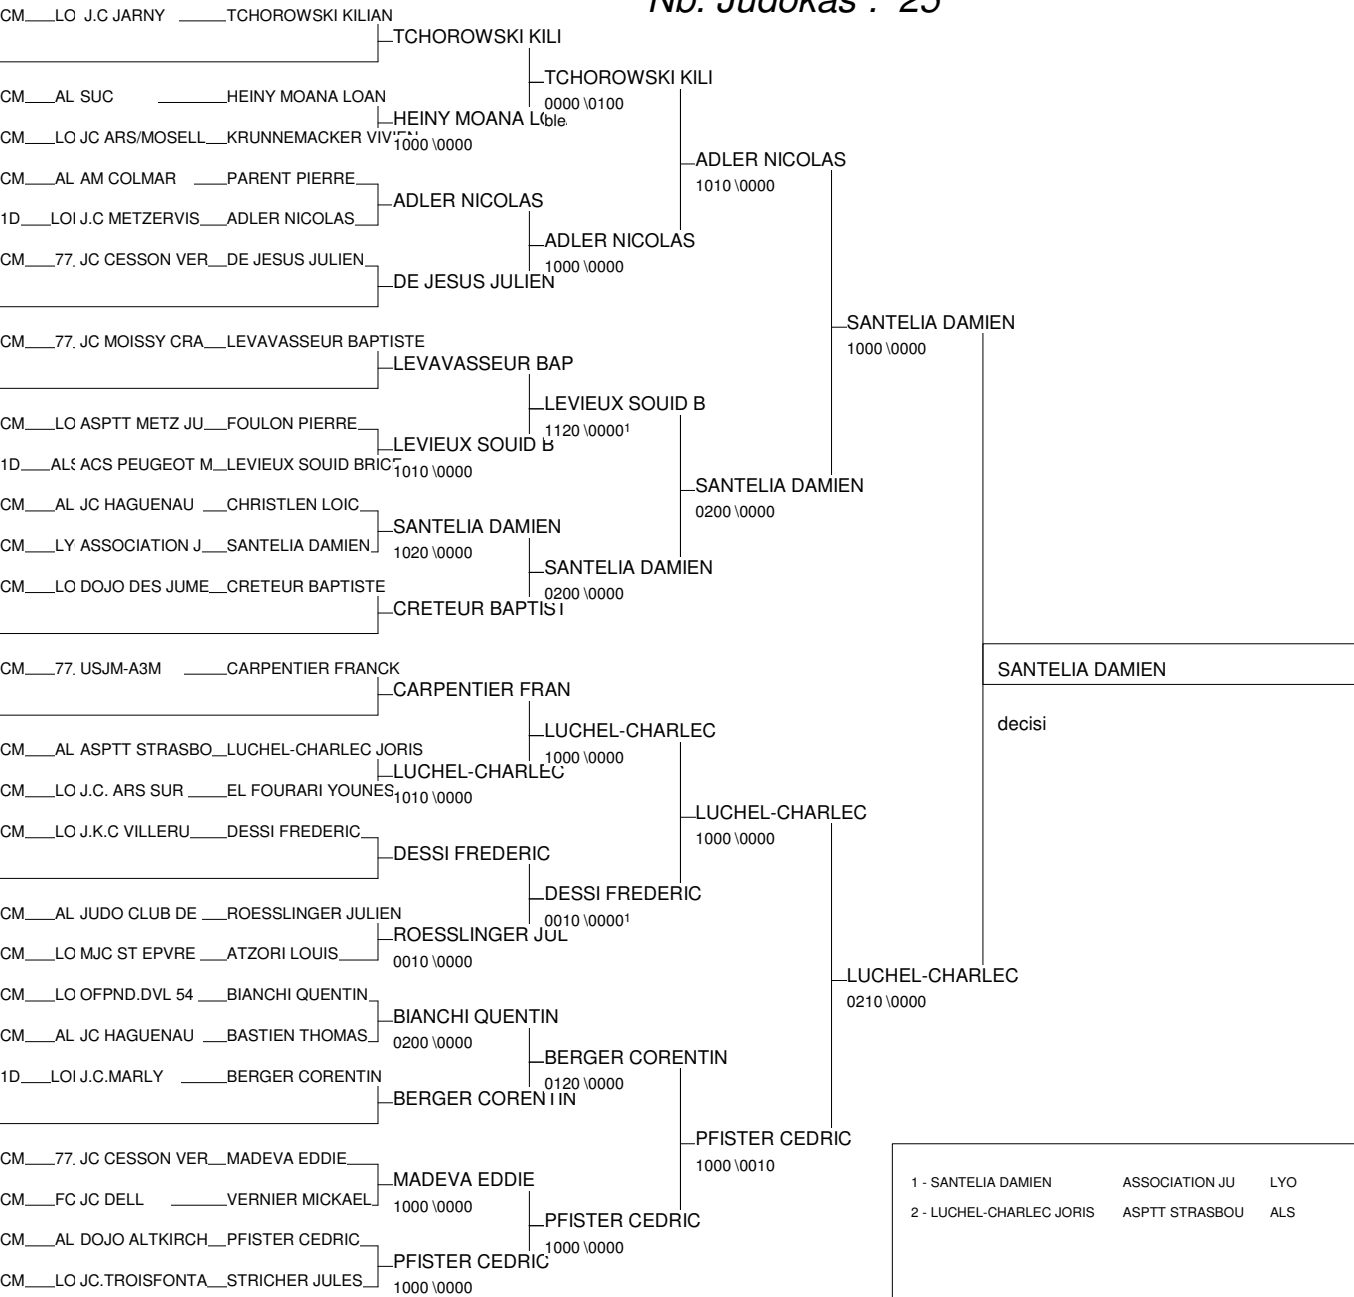 Nb. Judokas : 25
CM LO J.C JARNY TCHOROWSKI KILIAN
TCHOROWSKI KILI
TCHOROWSKI KILI
0000 \0100
ble
CM AL SUC HEINY MOANA LOAN
HEINY MOANA LO
1000 \0000
CM LO JC ARS/MOSELL KRUNNEMACKER VIVIEN
ADLER NICOLAS
1010 \0000
CM AL AM COLMAR PARENT PIERRE
ADLER NICOLAS
1D LOI J.C METZERVIS ADLER NICOLAS
ADLER NICOLAS
1000 \0000
CM 77 JC CESSON VER DE JESUS JULIEN
DE JESUS JULIEN
SANTELIA DAMIEN
1000 \0000
CM 77 JC MOISSY CRA LEVAVASSEUR BAPTISTE
LEVAVASSEUR BAP
LEVIEUX SOUID B
1120 \0000¹
CM LO ASPTT METZ JU FOULON PIERRE
LEVIEUX SOUID B
1010 \0000
1D ALS ACS PEUGEOT M LEVIEUX SOUID BRICE
SANTELIA DAMIEN
0200 \0000
CM AL JC HAGUENAU CHRISTLEN LOIC
SANTELIA DAMIEN
1020 \0000
CM LY ASSOCIATION J SANTELIA DAMIEN
SANTELIA DAMIEN
0200 \0000
CM LO DOJO DES JUME CRETEUR BAPTISTE
CRETEUR BAPTIST
SANTELIA DAMIEN
decisi
CM 77 USJM-A3M CARPENTIER FRANCK
CARPENTIER FRAN
LUCHEL-CHARLEC
1000 \0000
CM AL ASPTT STRASBO LUCHEL-CHARLEC JORIS
LUCHEL-CHARLEC
1010 \0000
CM LO J.C. ARS SUR EL FOURARI YOUNES
LUCHEL-CHARLEC
1000 \0000
CM LO J.K.C VILLERU DESSI FREDERIC
DESSI FREDERIC
DESSI FREDERIC
0010 \0000¹
CM AL JUDO CLUB DE ROESSLINGER JULIEN
ROESSLINGER JUL
0010 \0000
CM LO MJC ST EPVRE ATZORI LOUIS
LUCHEL-CHARLEC
0210 \0000
CM LO OFPND.DVL 54 BIANCHI QUENTIN
BIANCHI QUENTIN
0200 \0000
CM AL JC HAGUENAU BASTIEN THOMAS
BERGER CORENTIN
0120 \0000
1D LOI J.C.MARLY BERGER CORENTIN
BERGER CORENTIN
PFISTER CEDRIC
1000 \0010
CM 77 JC CESSON VER MADEVA EDDIE
MADEVA EDDIE
1000 \0000
CM FC JC DELL VERNIER MICKAEL
PFISTER CEDRIC
1000 \0000
CM AL DOJO ALTKIRCH PFISTER CEDRIC
PFISTER CEDRIC
1000 \0000
CM LO JC.TROISFONTA STRICHER JULES
1 - SANTELIA DAMIEN ASSOCIATION JU LYO
2 - LUCHEL-CHARLEC JORIS ASPTT STRASBOU ALS